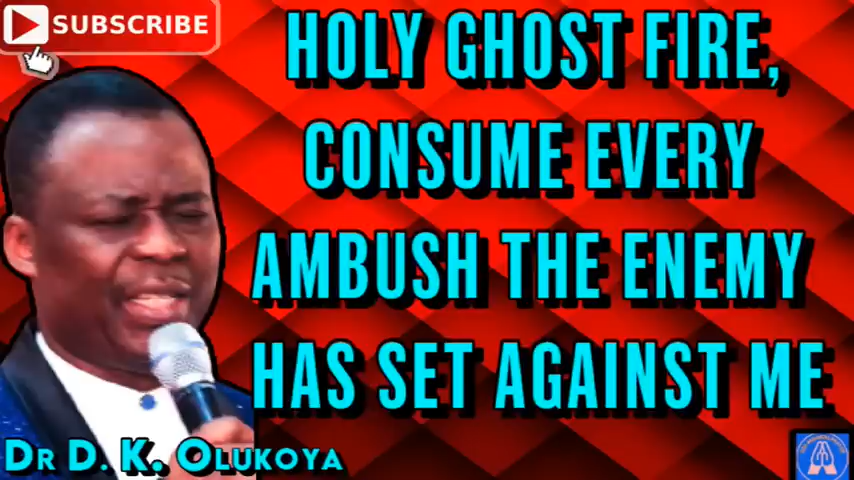 SUBSCRIBE
HOLY GHOST FIRE,
CONSUME EVERY
AMBUSH THE ENEMY
HAS SET AGAINST ME
DR D. K. OLUKOYA